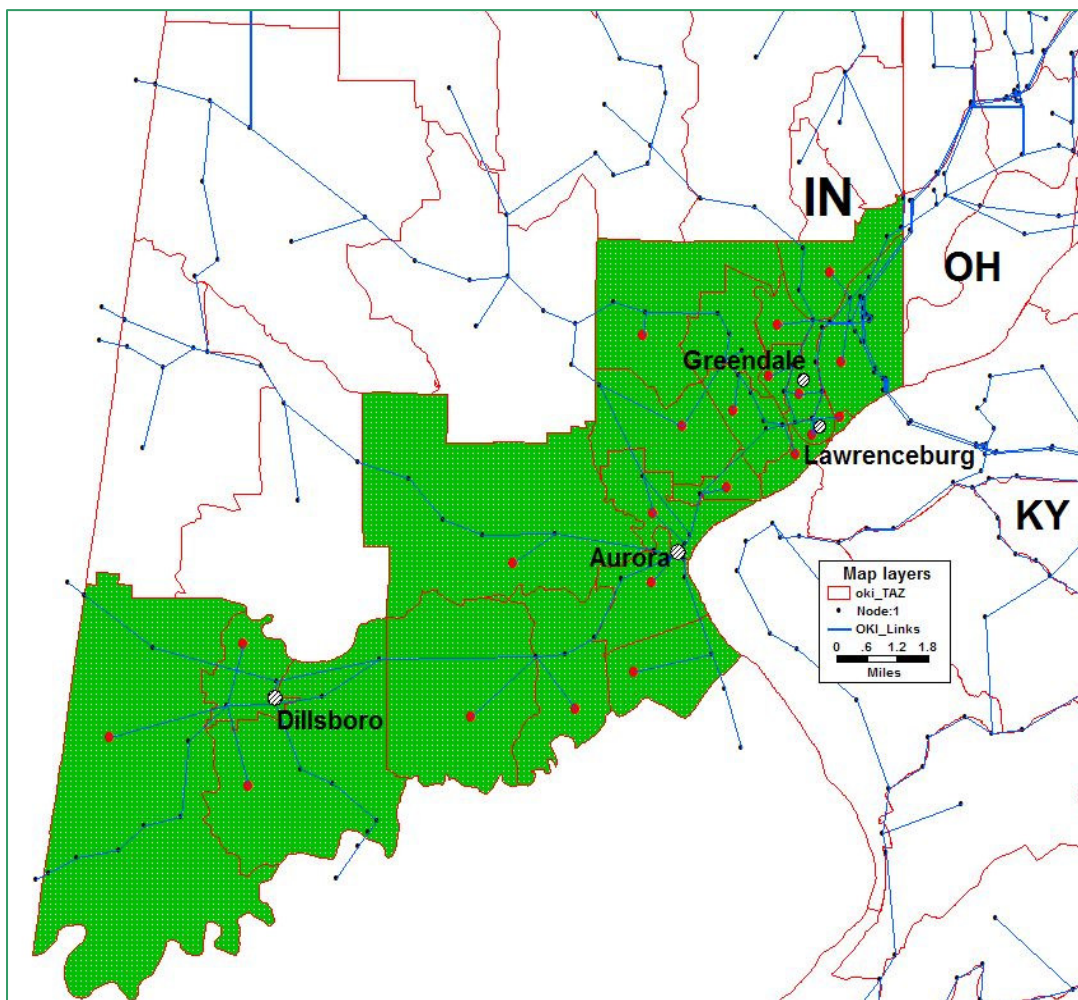 IN
OH
Greendale
Lawrenceburg
KY
Aurora
Map layers
oki_TAZ
Node:1
OKI_Links
0 .6 1.2 1.8
Miles
Dillsboro